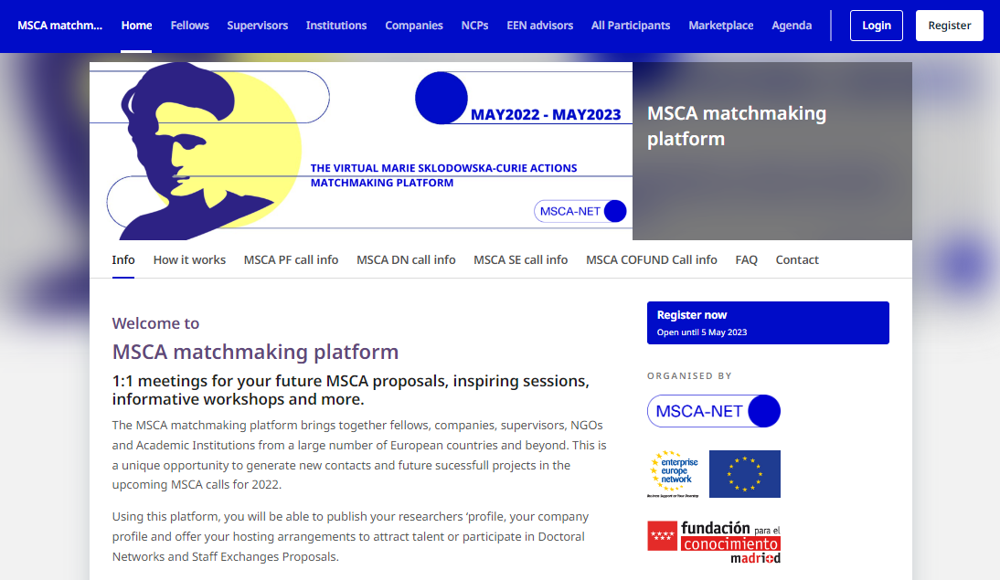 MSCA matchm... Home Fellows Supervisors Institutions Companies NCPs EEN advisors All Participants Marketplace Agenda Login Register
MAY2022 - MAY2023
THE VIRTUAL MARIE SKLODOWSKA-CURIE ACTIONS
MATCHMAKING PLATFORM
MSCA-NET
MSCA matchmaking
platform
Info How it works MSCA PF call info MSCA DN call info MSCA SE call info MSCA COFUND Call info FAQ Contact
Welcome to
MSCA matchmaking platform
1:1 meetings for your future MSCA proposals, inspiring sessions,
informative workshops and more.
The MSCA matchmaking platform brings together fellows, companies, supervisors, NGOs
and Academic Institutions from a large number of European countries and beyond. This is
a unique opportunity to generate new contacts and future sucessfull projects in the
upcoming MSCA calls for 2022.
Using this platform, you will be able to publish your researchers ‘profile, your company
profile and offer your hosting arrangements to attract talent or participate in Doctoral
Networks and Staff Exchanges Proposals.
Register now
Open until 5 May 2023
ORGANISED BY
MSCA-NET
enterprise
europe
network
Business Support on Your Doorstep
fundación para el
conocimiento
madri+d